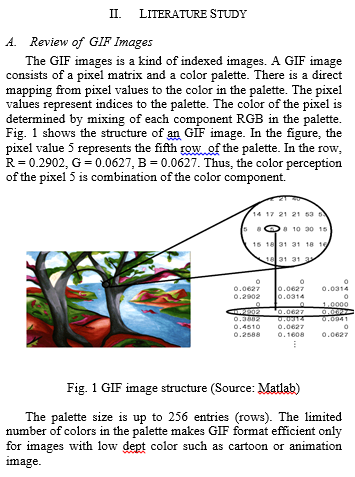 II. LITERATURE STUDY
A. Review of GIF Images
The GIF images is a kind of indexed images. A GIF image
consists of a pixel matrix and a color palette. There is a direct
mapping from pixel values to the color in the palette. The pixel
values represent indices to the palette. The color of the pixel is
determined by mixing of each component RGB in the palette.
Fig. 1 shows the structure of an GIF image. In the figure, the
pixel value 5 represents the fifth row of the palette. In the row,
R = 0.2902, G = 0.0627, B = 0.0627. Thus, the color perception
of the pixel 5 is combination of the color component.
14 17 21 21 53 53
5 8 5 8 10 30 15
15 18 31 31 18 16
18 31 31 31
0 0 0
0.0627 0.0627 0.0314
0.2902 0.0314 0
0 0 1.0000
0.2902 0.0627 0.0627
0.3882 0.0314 0.0941
0.4510 0.0627 0
0.2588 0.1608 0.0627
⋮
Fig. 1 GIF image structure (Source: Matlab)
The palette size is up to 256 entries (rows). The limited
number of colors in the palette makes GIF format efficient only
for images with low dept color such as cartoon or animation
image.